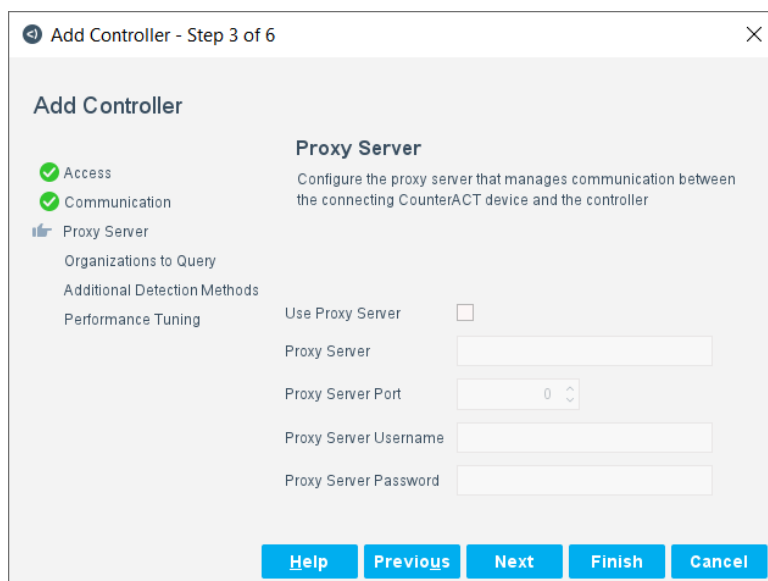 Add Controller - Step 3 of 6
Add Controller
Access
Communication
Proxy Server
Organizations to Query
Additional Detection Methods
Performance Tuning
Proxy Server
Configure the proxy server that manages communication between
the connecting CounterACT device and the controller
Use Proxy Server
Proxy Server
Proxy Server Port 0
Proxy Server Username
Proxy Server Password
Help Previous Next Finish Cancel